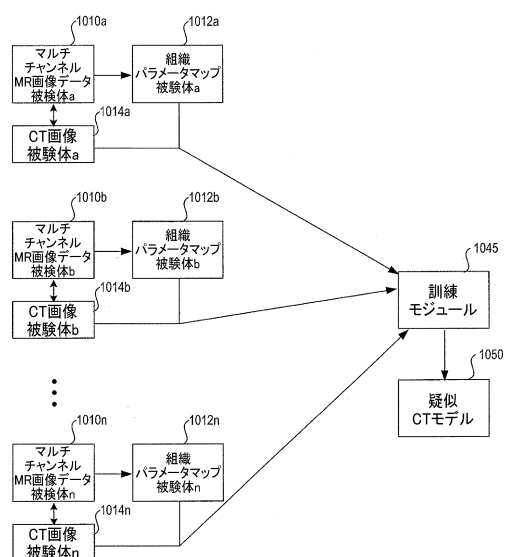 1010a
マルチ
チャンネル
MR画像データ
被検体a
1012a
組織
パラメータマップ
被験体a
1014a
CT画像
被験体a
1010b
マルチ
チャンネル
MR画像データ
被検体b
1012b
組織
パラメータマップ
被験体b
1014b
CT画像
被験体b
1045
訓練
モジュール
1050
疑似
CTモデル
1010n
マルチ
チャンネル
MR画像データ
被検体n
1012n
組織
パラメータマップ
被験体n
1014n
CT画像
被験体n